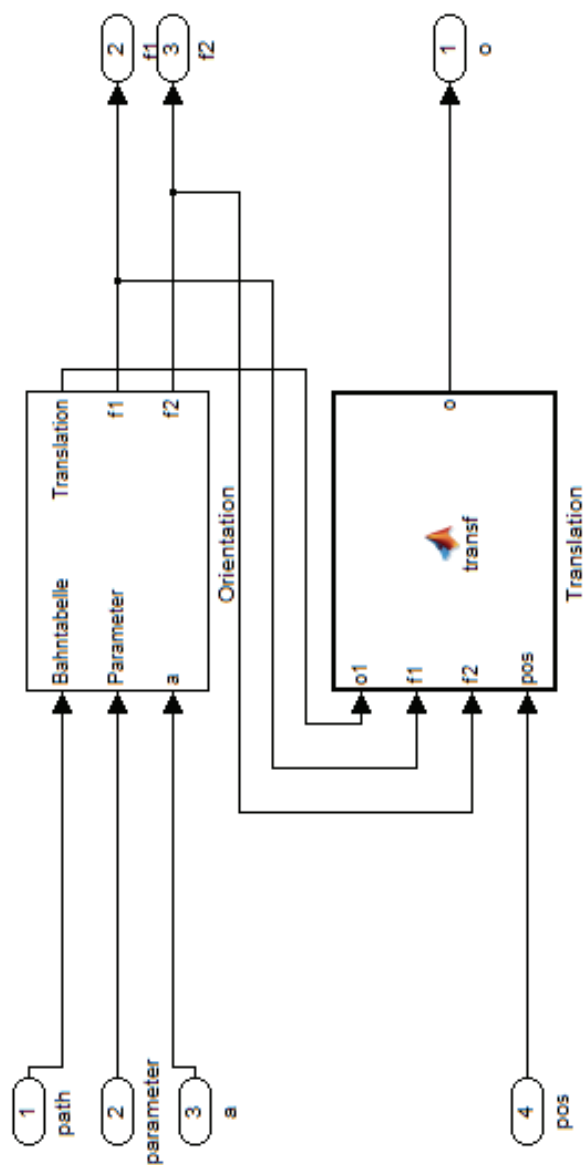 1
path
2
parameter
3
a
4
pos
Bahntabelle
Parameter
a
Translation
f1
f2
Orientation
o1
f1
f2
pos
transf
o
Translation
2
f1
3
f2
1
o